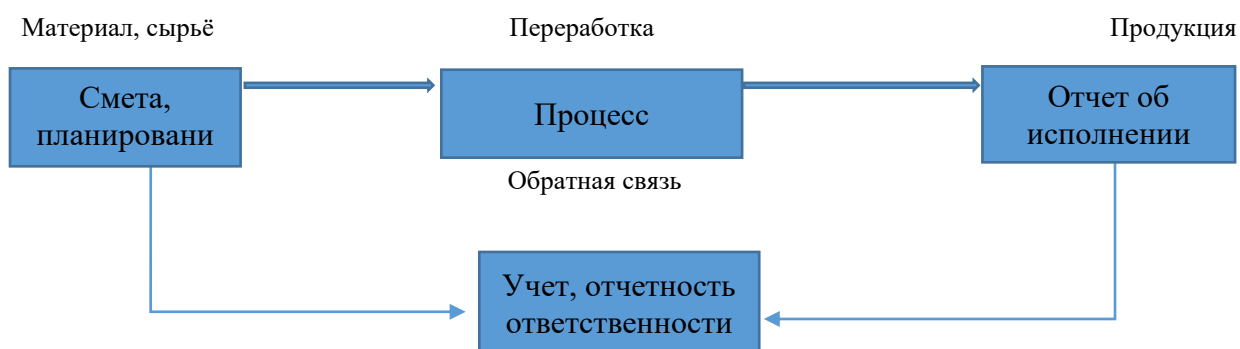 Материал, сырьё
Переработка
Продукция
Смета,
планировани
Процесс
Отчет об
исполнении
Обратная связь
Учет, отчетность
ответственности